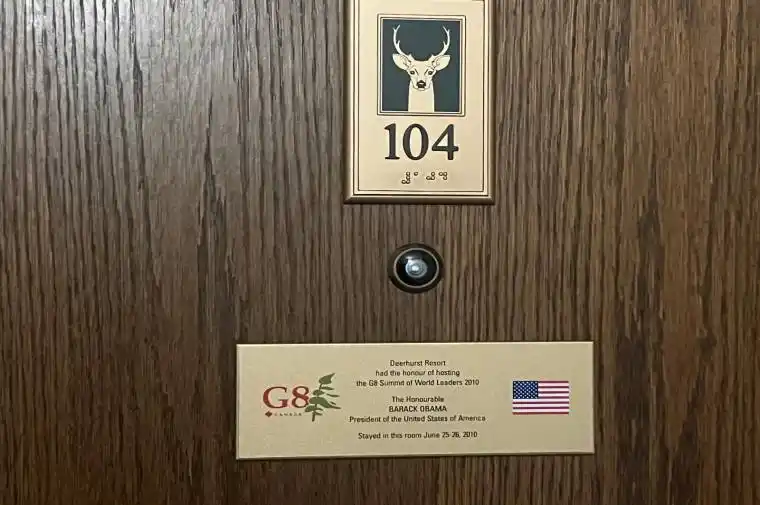 104
Deerhurst Resort
had the honour of hosting
the G8 Summit of World Leaders 2010
G8
CANADA
The Honourable
BARACK OBAMA
President of the United States of America
Stayed in this room June 25-26, 2010